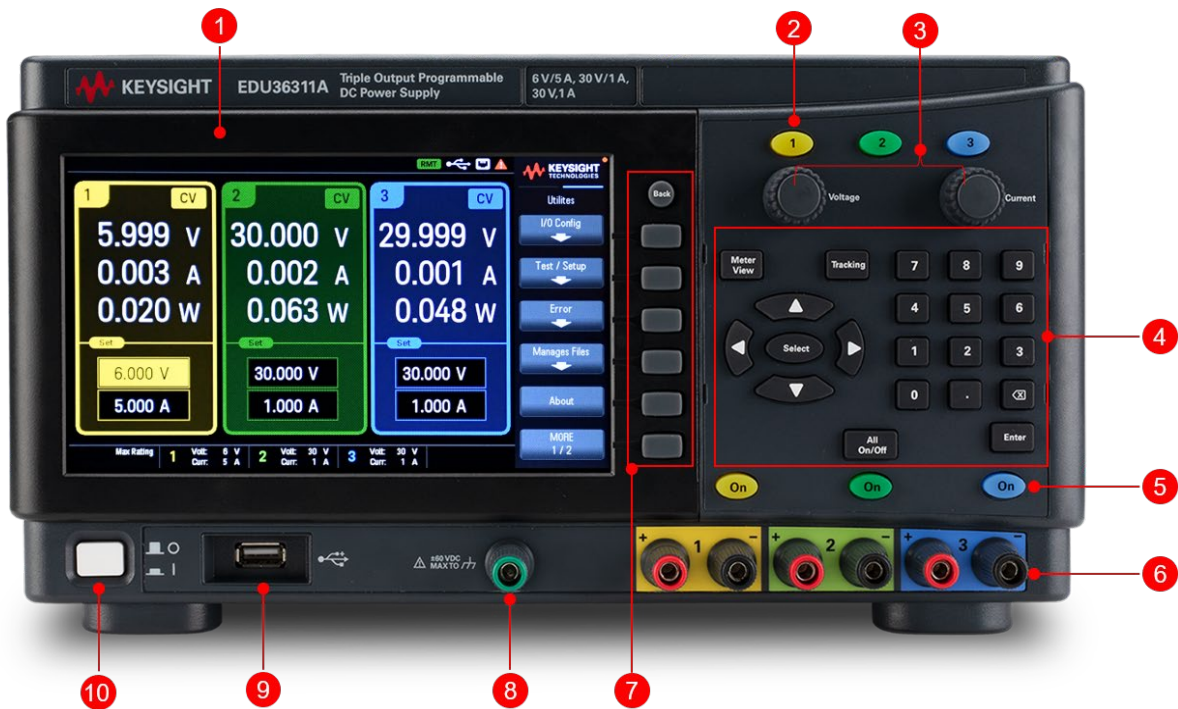 1
2
3
KEYSIGHT EDU36311A Triple Output Programmable
DC Power Supply
6 V/5 A, 30 V/1 A,
30 V,1 A
1 2 3
Voltage
Current
RMT
KEYSIGHT
TECHNOLOGIES
Utilites
I/O Config
Test / Setup
Error
Manages Files
About
MORE
1 / 2
1 CV
5.999 V
0.003 A
0.020 W
Set
6.000 V
5.000 A
2 CV
30.000 V
0.002 A
0.063 W
Set
30.000 V
1.000 A
3 CV
29.999 V
0.001 A
0.048 W
Set
30.000 V
1.000 A
Max Rating 1 Volt: 6 V
Curr: 5 A
2 Volt: 30 V
Curr: 1 A
3 Volt: 30 V
Curr: 1 A
Back
Meter
View
Tracking
7 8 9
4 5 6
Select
1 2 3
0 .
All
On/Off
Enter
4
On On On
5
+ 1 -
+ 2 -
+ 3 -
6
±60 VDC
MAX TO
10
9
8
7